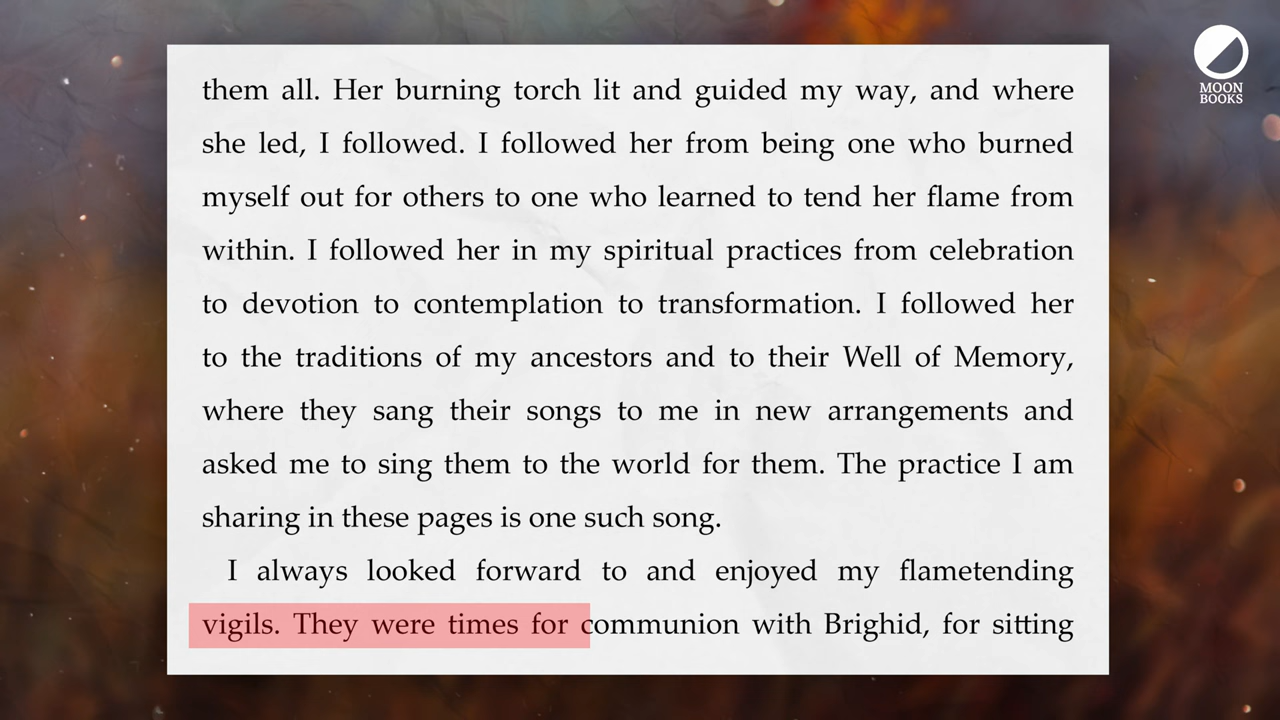 them all. Her burning torch lit and guided my way, and where
she led, I followed. I followed her from being one who burned
myself out for others to one who learned to tend her flame from
within. I followed her in my spiritual practices from celebration
to devotion to contemplation to transformation. I followed her
to the traditions of my ancestors and to their Well of Memory,
where they sang their songs to me in new arrangements and
asked me to sing them to the world for them. The practice I am
sharing in these pages is one such song.
I always looked forward to and enjoyed my flametending
vigils. They were times for communion with Brighid, for sitting
MOON
BOOKS